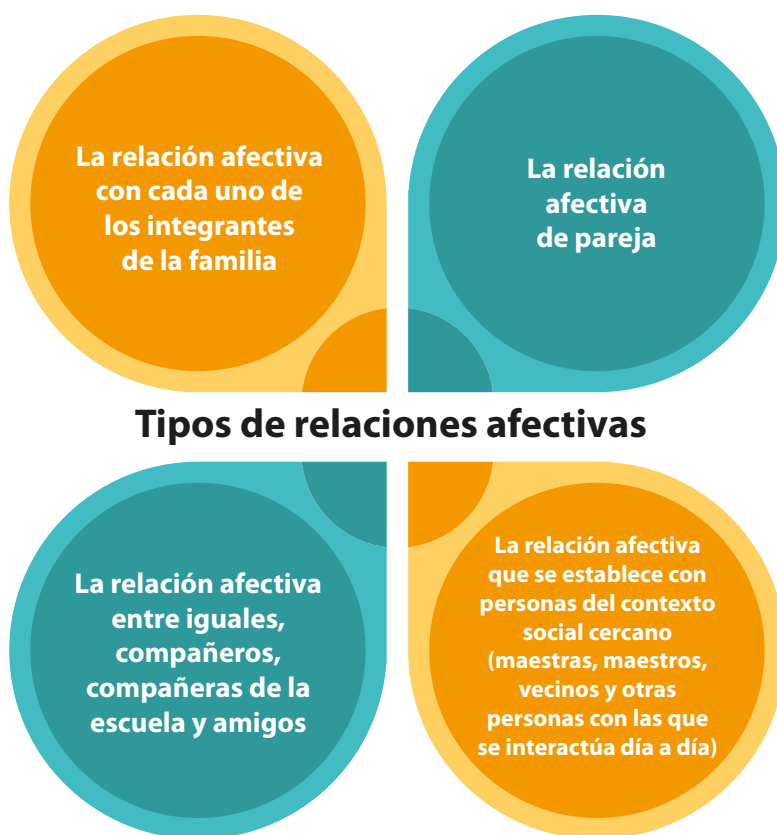 La relación afectiva
con cada uno de
los integrantes
de la familia
La relación
afectiva
de pareja
Tipos de relaciones afectivas
La relación afectiva
entre iguales,
compañeros,
compañeras de la
escuela y amigos
La relación afectiva
que se establece con
personas del contexto
social cercano
(maestras, maestros,
vecinos y otras
personas con las que
se interactúa día a día)